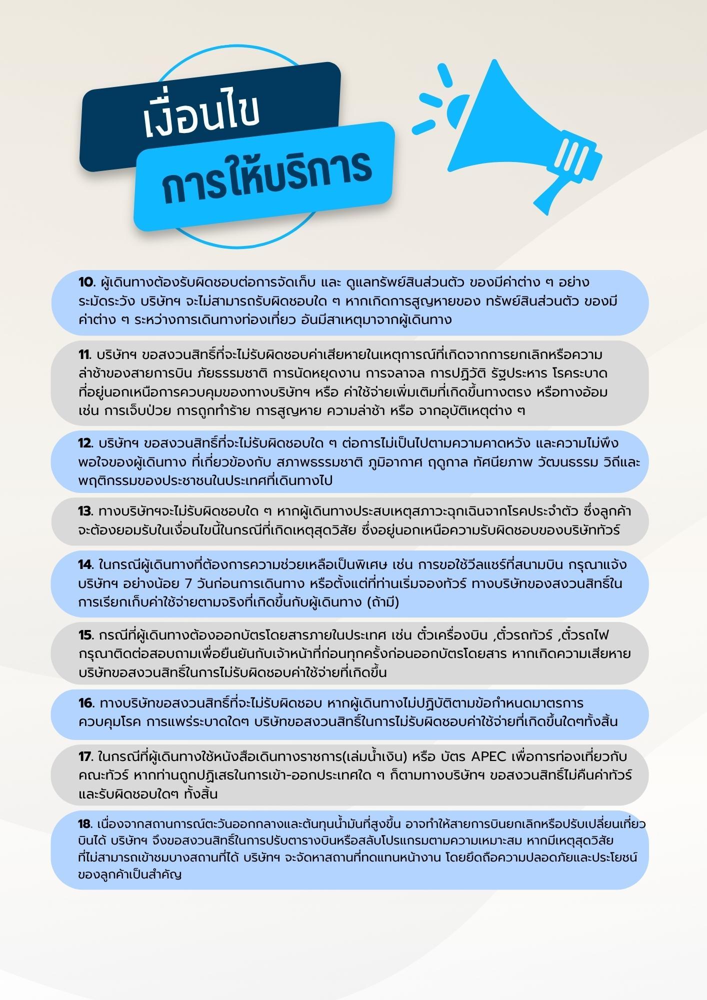 เงื่อนไข
การให้บริการ
10. ผู้เดินทางต้องรับผิดชอบต่อการจัดเก็บ และ ดูแลทรัพย์สินส่วนตัว ของมีค่าต่าง ๆ อย่าง
ระมัดระวัง บริษัทฯ จะไม่สามารถรับผิดชอบใด ๆ หากเกิดการสูญหายของ ทรัพย์สินส่วนตัว ของมี
ค่าต่าง ๆ ระหว่างการเดินทางท่องเที่ยว อันมีสาเหตุมาจากผู้เดินทาง
11. บริษัทฯ ขอสงวนสิทธิ์ที่จะไม่รับผิดชอบค่าเสียหายในเหตุการณ์ที่เกิดจากการยกเลิกหรือความ
ล่าช้าของสายการบิน ภัยธรรมชาติ การนัดหยุดงาน การจลาจล การปฏิวัติ รัฐประหาร โรคระบาด
ที่อยู่นอกเหนือการควบคุมของทางบริษัทฯ หรือ ค่าใช้จ่ายเพิ่มเติมที่เกิดขึ้นทางตรง หรือทางอ้อม
เช่น การเจ็บป่วย การถูกทำร้าย การสูญหาย ความล่าช้า หรือ จากอุบัติเหตุต่าง ๆ
12. บริษัทฯ ขอสงวนสิทธิ์ที่จะไม่รับผิดชอบใด ๆ ต่อการไม่เป็นไปตามความคาดหวัง และความไม่พึง
พอใจของผู้เดินทาง ที่เกี่ยวข้องกับ สภาพธรรมชาติ ภูมิอากาศ ฤดูกาล ทัศนียภาพ วัฒนธรรม วิถีและ
พฤติกรรมของประชาชนในประเทศที่เดินทางไป
13. ทางบริษัทฯจะไม่รับผิดชอบใด ๆ หากผู้เดินทางประสบเหตุสภาวะฉุกเฉินจากโรคประจำตัว ซึ่งลูกค้า
จะต้องยอมรับในเงื่อนไขนี้ในกรณีที่เกิดเหตุสุดวิสัย ซึ่งอยู่นอกเหนือความรับผิดชอบของบริษัททัวร์
14. ในกรณีผู้เดินทางที่ต้องการความช่วยเหลือเป็นพิเศษ เช่น การขอใช้วีลแชร์ที่สนามบิน กรุณาแจ้ง
บริษัทฯ อย่างน้อย 7 วันก่อนการเดินทาง หรือตั้งแต่ที่ท่านเริ่มจองทัวร์ ทางบริษัทของสงวนสิทธิ์ใน
การเรียกเก็บค่าใช้จ่ายตามจริงที่เกิดขึ้นกับผู้เดินทาง (ถ้ามี)
15. กรณีที่ผู้เดินทางต้องออกบัตรโดยสารภายในประเทศ เช่น ตั๋วเครื่องบิน ,ตั๋วรถทัวร์ ,ตั๋วรถไฟ
กรุณาติดต่อสอบถามเพื่อยืนยันกับเจ้าหน้าที่ก่อนทุกครั้งก่อนออกบัตรโดยสาร หากเกิดความเสียหาย
บริษัทขอสงวนสิทธิ์ในการไม่รับผิดชอบค่าใช้จ่ายที่เกิดขึ้น
16. ทางบริษัทขอสงวนสิทธิ์ที่จะไม่รับผิดชอบ หากผู้เดินทางไม่ปฏิบัติตามข้อกำหนดมาตรการ
ควบคุมโรค การแพร่ระบาดใดๆ บริษัทขอสงวนสิทธิ์ในการไม่รับผิดชอบค่าใช้จ่ายที่เกิดขึ้นใดๆทั้งสิ้น
17. ในกรณีที่ผู้เดินทางใช้หนังสือเดินทางราชการ(เล่มน้ำเงิน) หรือ บัตร APEC เพื่อการท่องเที่ยวกับ
คณะทัวร์ หากท่านถูกปฏิเสธในการเข้า-ออกประเทศใด ๆ ก็ตามทางบริษัทฯ ขอสงวนสิทธิ์ไม่คืนค่าทัวร์
และรับผิดชอบใดๆ ทั้งสิ้น
18. เนื่องจากสถานการณ์ตะวันออกกลางและต้นทุนน้ำมันที่สูงขึ้น อาจทำให้สายการบินยกเลิกหรือปรับเปลี่ยนเที่ยว
บินได้ บริษัทฯ จึงขอสงวนสิทธิ์ในการปรับตารางบินหรือสลับโปรแกรมตามความเหมาะสม หากมีเหตุสุดวิสัย
ที่ไม่สามารถเข้าชมบางสถานที่ได้ บริษัทฯ จะจัดหาสถานที่ทดแทนหน้างาน โดยยึดถือความปลอดภัยและประโยชน์
ของลูกค้าเป็นสำคัญ